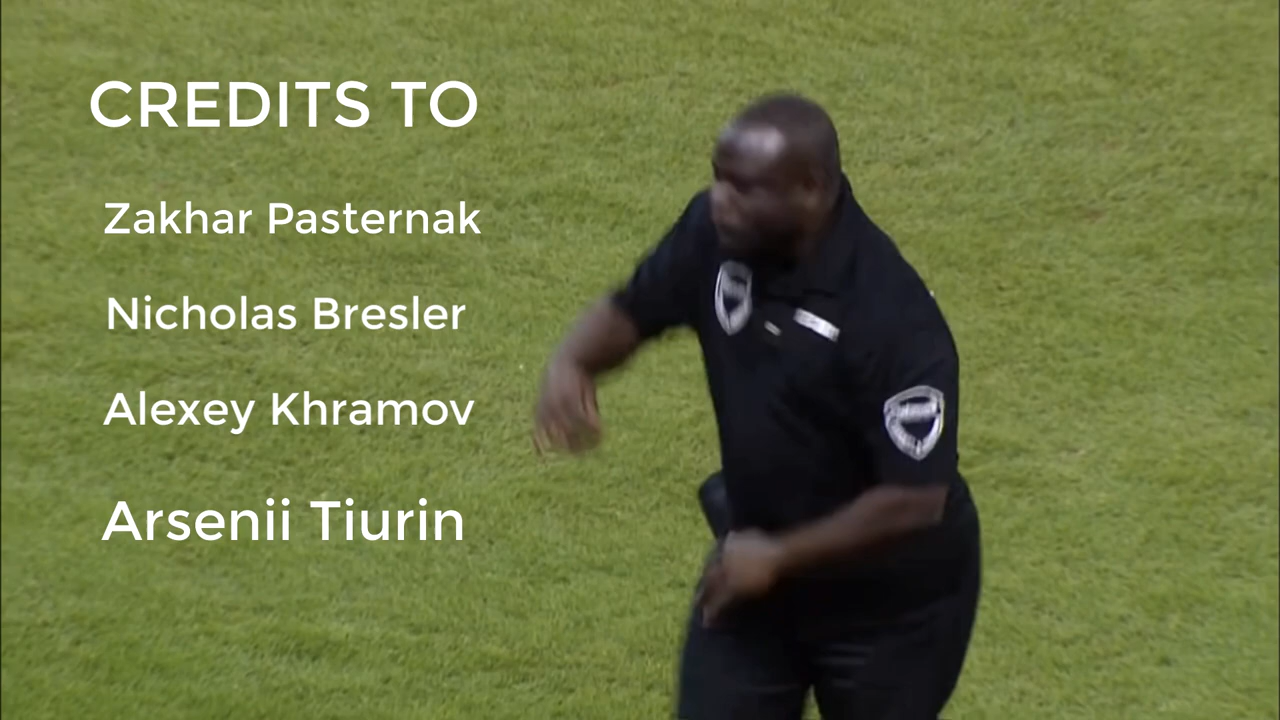 CREDITS TO
Zakhar Pasternak
Nicholas Bresler
Alexey Khramov
Arsenii Tiurin